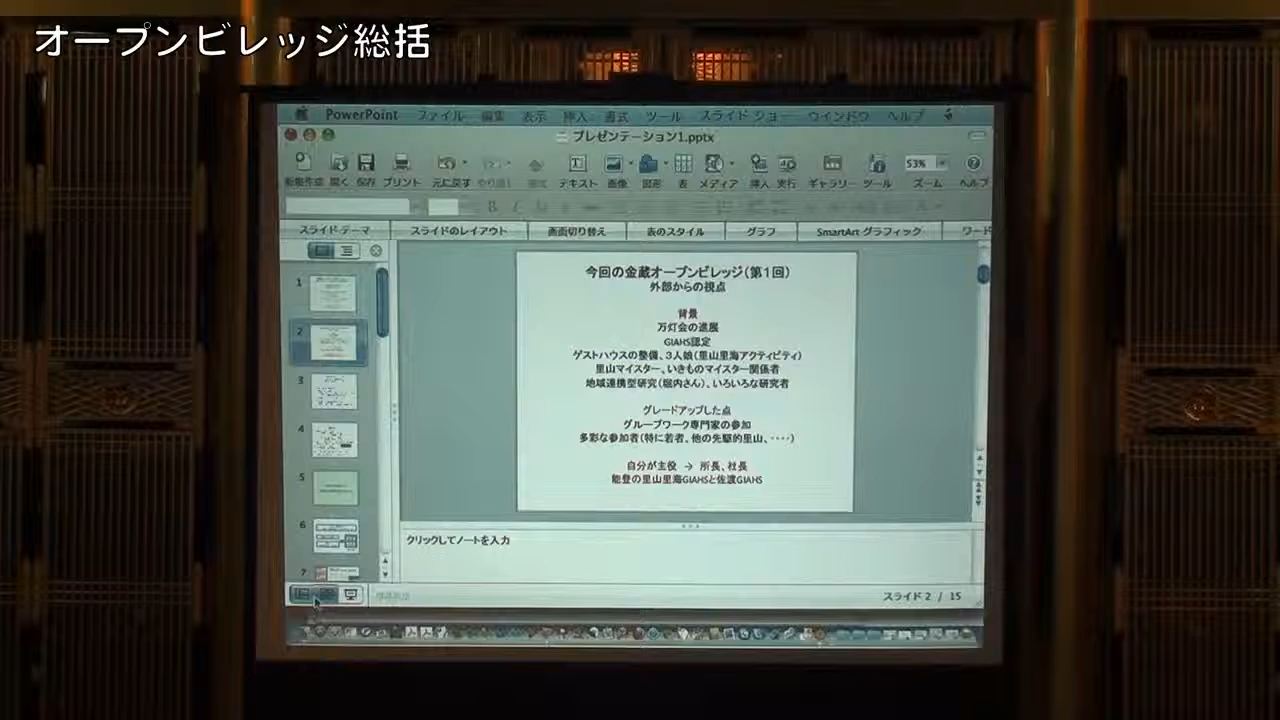 オープンビレッジ総括
PowerPoint ファイル 編集 表示 挿入 書式 ツール スライド ショー ウインドウ ヘルプ
プレゼンテーション1.pptx
53%
新規作成 開く 保存 プリント 元に戻す やり直し 書式 テキスト 画像 図形 表 メディア 挿入 実行 ギャラリー ツール ズーム ヘルプ
スライド テーマ スライドのレイアウト 画面切り替え 表のスタイル グラフ SmartArt グラフィック ワード
1
2
3
4
5
6
7
今回の金蔵オープンビレッジ(第1回)
外部からの視点
背景
万灯会の進展
GIAHS認定
ゲストハウスの整備、3人娘(里山里海アクティビティ)
里山マイスター、いきものマイスター関係者
地域連携型研究(堀内さん)、いろいろな研究者
グレードアップした点
グループワーク専門家の参加
多彩な参加者(特に若者、他の先駆的里山、・・・・)
自分が主役 → 所長、社長
能登の里山里海GIAHSと佐渡GIAHS
クリックしてノートを入力
スライド 2 / 15